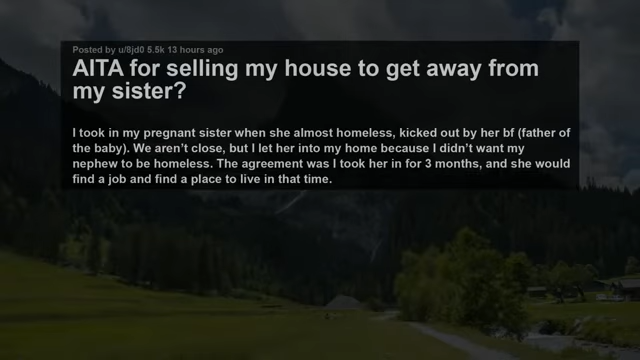 Posted by u/8jd0 5.5k 13 hours ago
AITA for selling my house to get away from
my sister?
I took in my pregnant sister when she almost homeless, kicked out by her bf (father of
the baby). We aren't close, but I let her into my home because I didn't want my
nephew to be homeless. The agreement was I took her in for 3 months, and she would
find a job and find a place to live in that time.